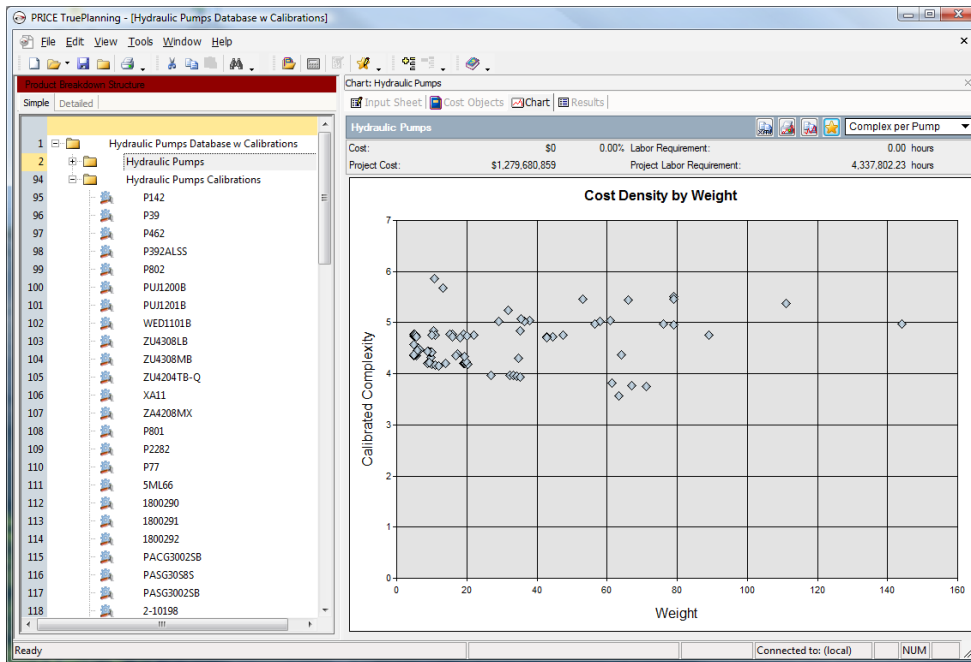 PRICE TruePlanning - [Hydraulic Pumps Database w Calibrations]
File Edit View Tools Window Help
Product Breakdown Structure
Simple Detailed
1 Hydraulic Pumps Database w Calibrations
2 Hydraulic Pumps
94 Hydraulic Pumps Calibrations
95 P142
96 P39
97 P462
98 P392ALSS
99 P802
100 PUJ1200B
101 PUJ1201B
102 WED1101B
103 ZU4308LB
104 ZU4308MB
105 ZU4204TB-Q
106 XA11
107 ZA4208MX
108 P801
109 P2282
110 P77
111 5ML66
112 1800290
113 1800291
114 1800292
115 PACG3002SB
116 PASG30S8S
117 PASG3002SB
118 2-10198
Chart: Hydraulic Pumps
Input Sheet Cost Objects Chart Results
Hydraulic Pumps Complex per Pump
Cost: $0 0.00% Labor Requirement: 0.00 hours
Project Cost: $1,279,680,859 Project Labor Requirement: 4,337,802.23 hours
Cost Density by Weight
Calibrated Complexity
7
6
5
4
3
2
1
0
0 20 40 60 80 100 120 140 160
Weight
Ready Connected to: (local) NUM